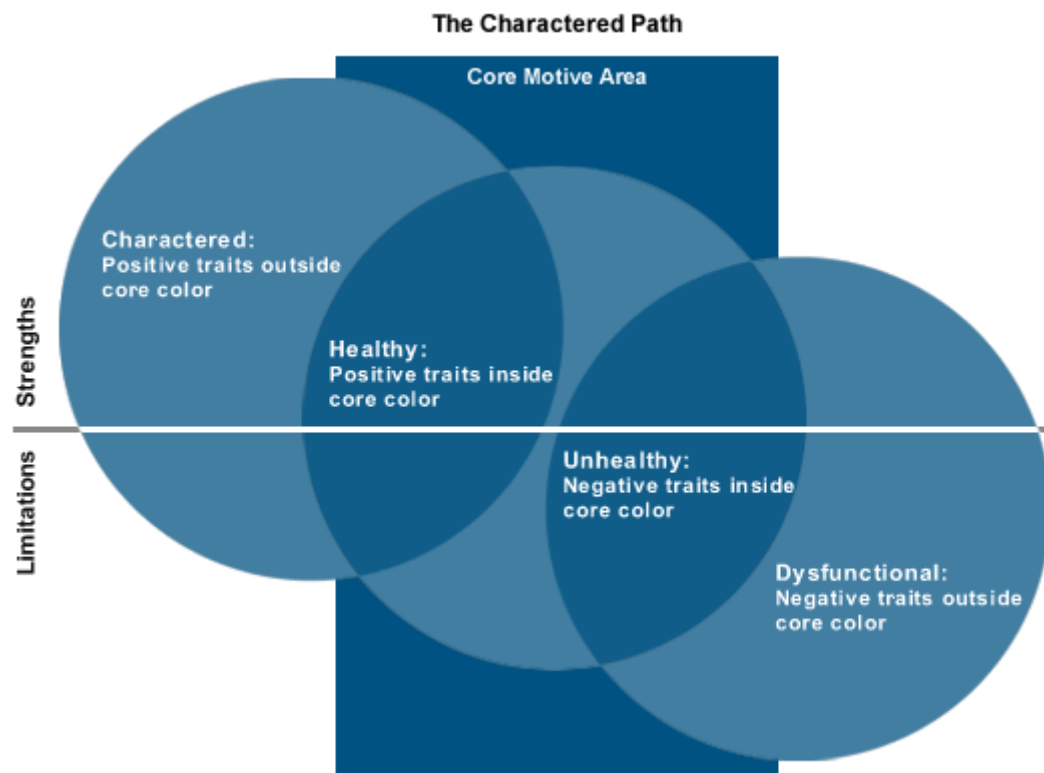 The Charactered Path
Core Motive Area
Charactered:
Positive traits outside
core color
Strengths
Healthy:
Positive traits inside
core color
Limitations
Unhealthy:
Negative traits inside
core color
Dysfunctional:
Negative traits outside
core color